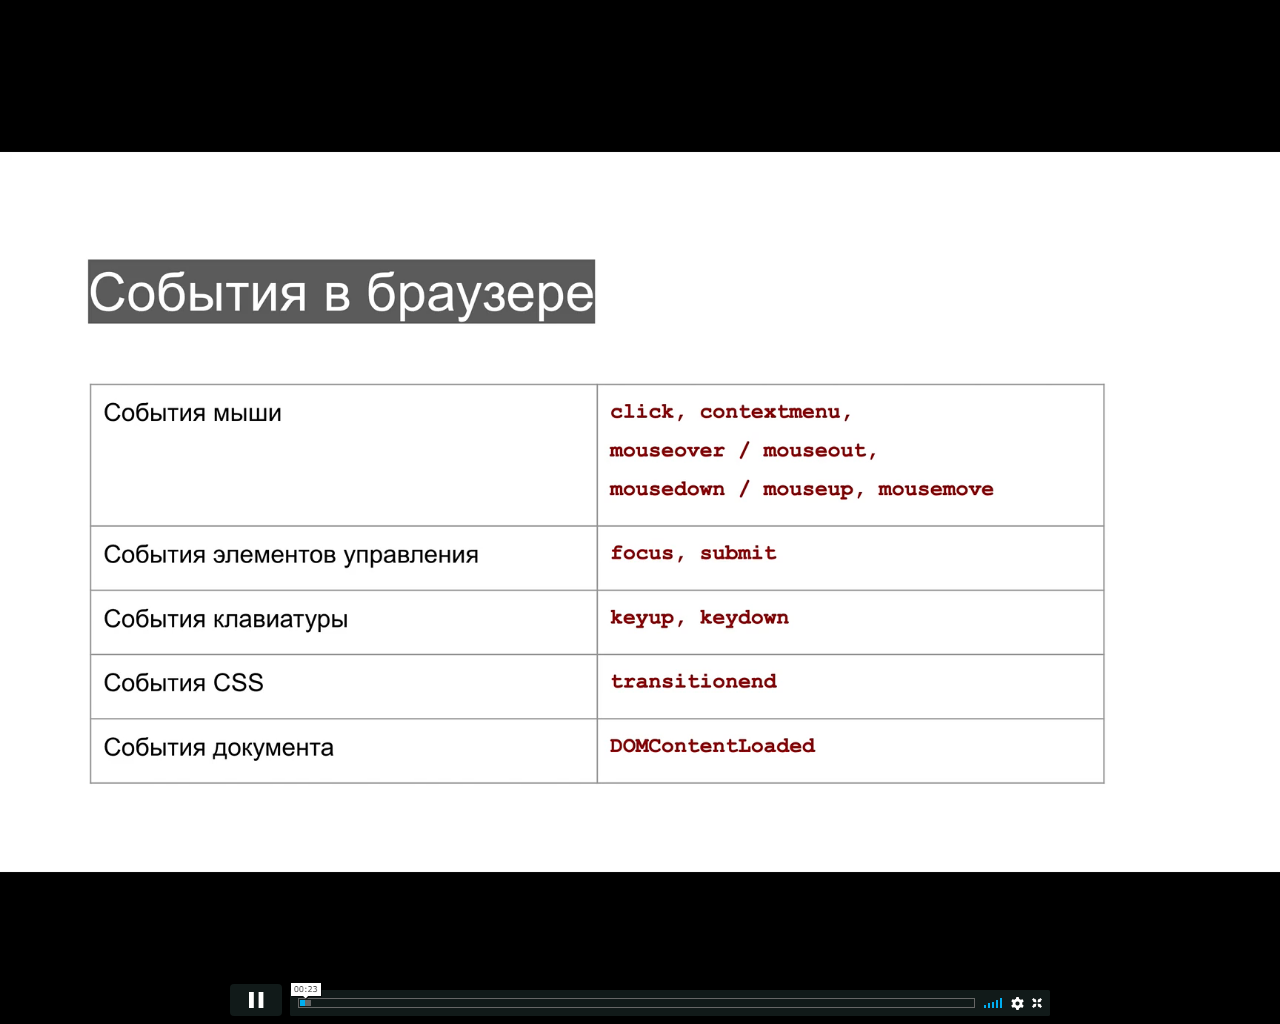 События в браузере
События мыши
click, contextmenu,
mouseover / mouseout,
mousedown / mouseup, mousemove
События элементов управления
focus, submit
События клавиатуры
keyup, keydown
События CSS
transitionend
События документа
DOMContentLoaded
00:23